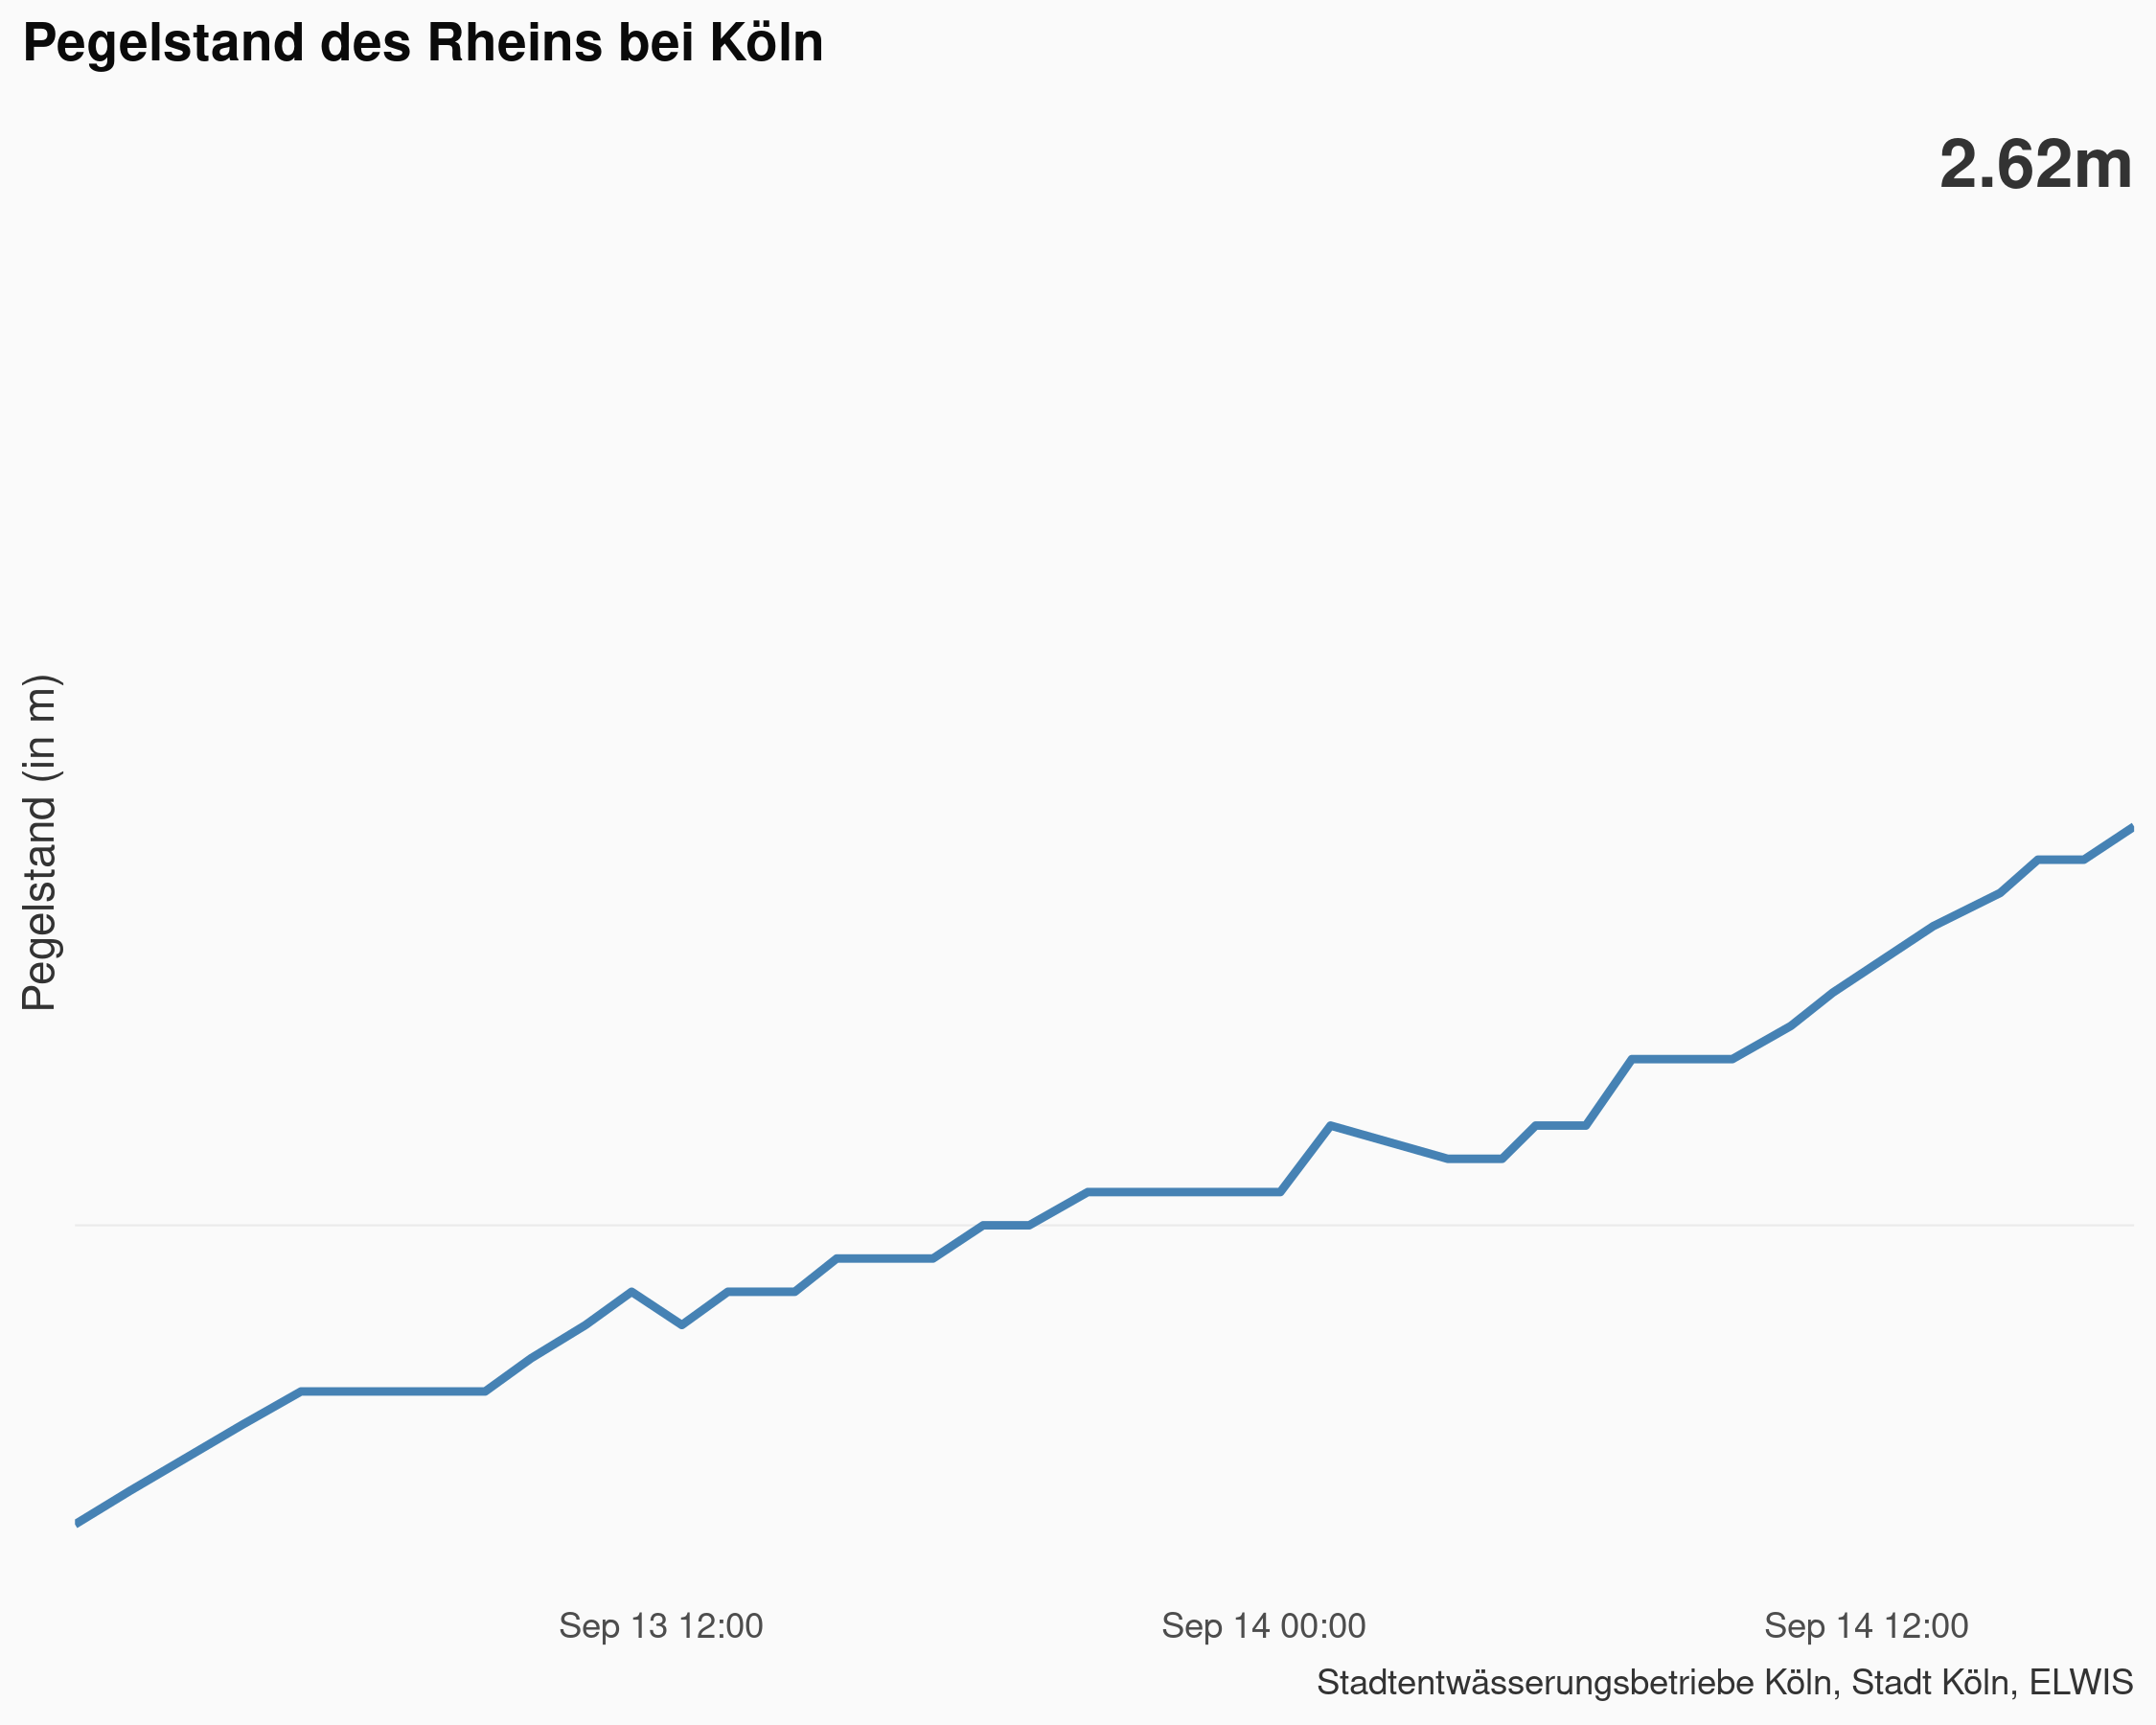 Pegelstand des Rheins bei Köln
2.62m
Pegelstand (in m)
Sep 13 12:00
Sep 14 00:00
Sep 14 12:00
Stadtentwässerungsbetriebe Köln, Stadt Köln, ELWIS